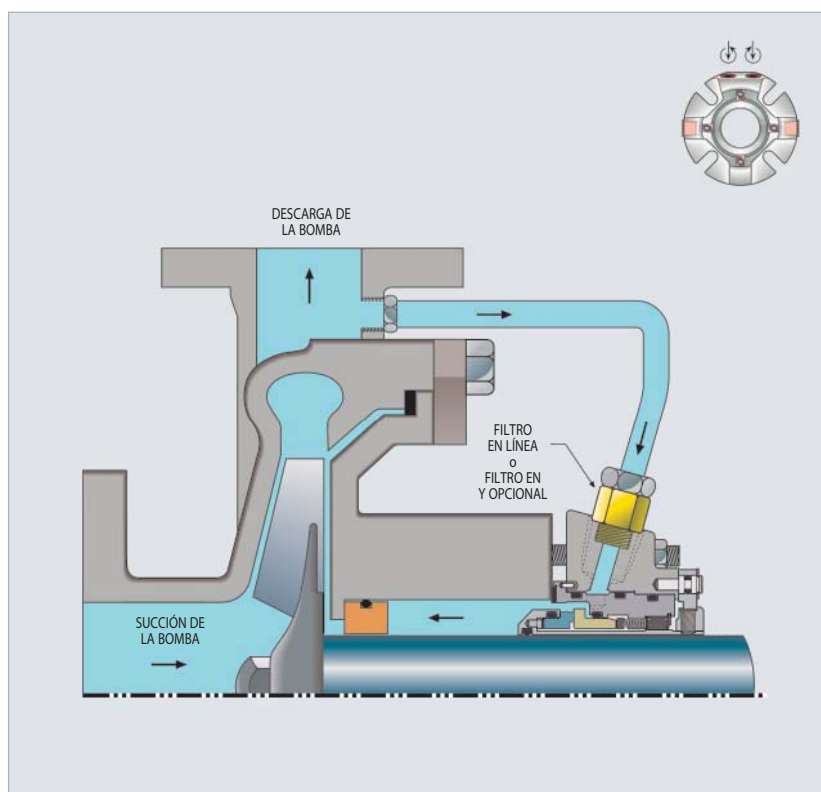 DESCARGA DE
LA BOMBA
FILTRO
EN LÍNEA
o
FILTRO EN
Y OPCIONAL
SUCCIÓN DE
LA BOMBA